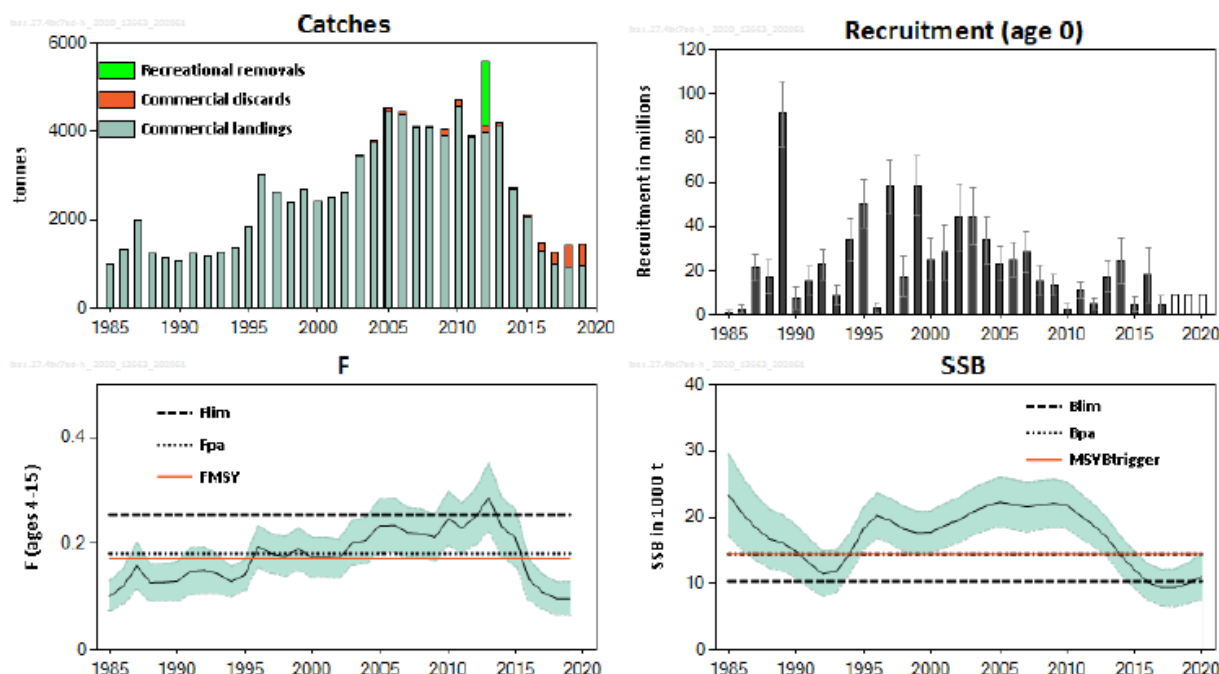 Catches
tonnes
6000
4000
2000
0
Recreational removals
Commercial discards
Commercial landings
1985 1990 1995 2000 2005 2010 2015 2020
Recruitment (age 0)
Recruitment in millions
120
100
80
60
40
20
0
1985 1990 1995 2000 2005 2010 2015 2020
F
F (ages 4-15)
0.4
0.2
0
Flim
Fpa
FMSY
1985 1990 1995 2000 2005 2010 2015 2020
SSB
SSB in 1000 t
40
30
20
10
0
Blim
Bpa
MSYBtrigger
1985 1990 1995 2000 2005 2010 2015 2020